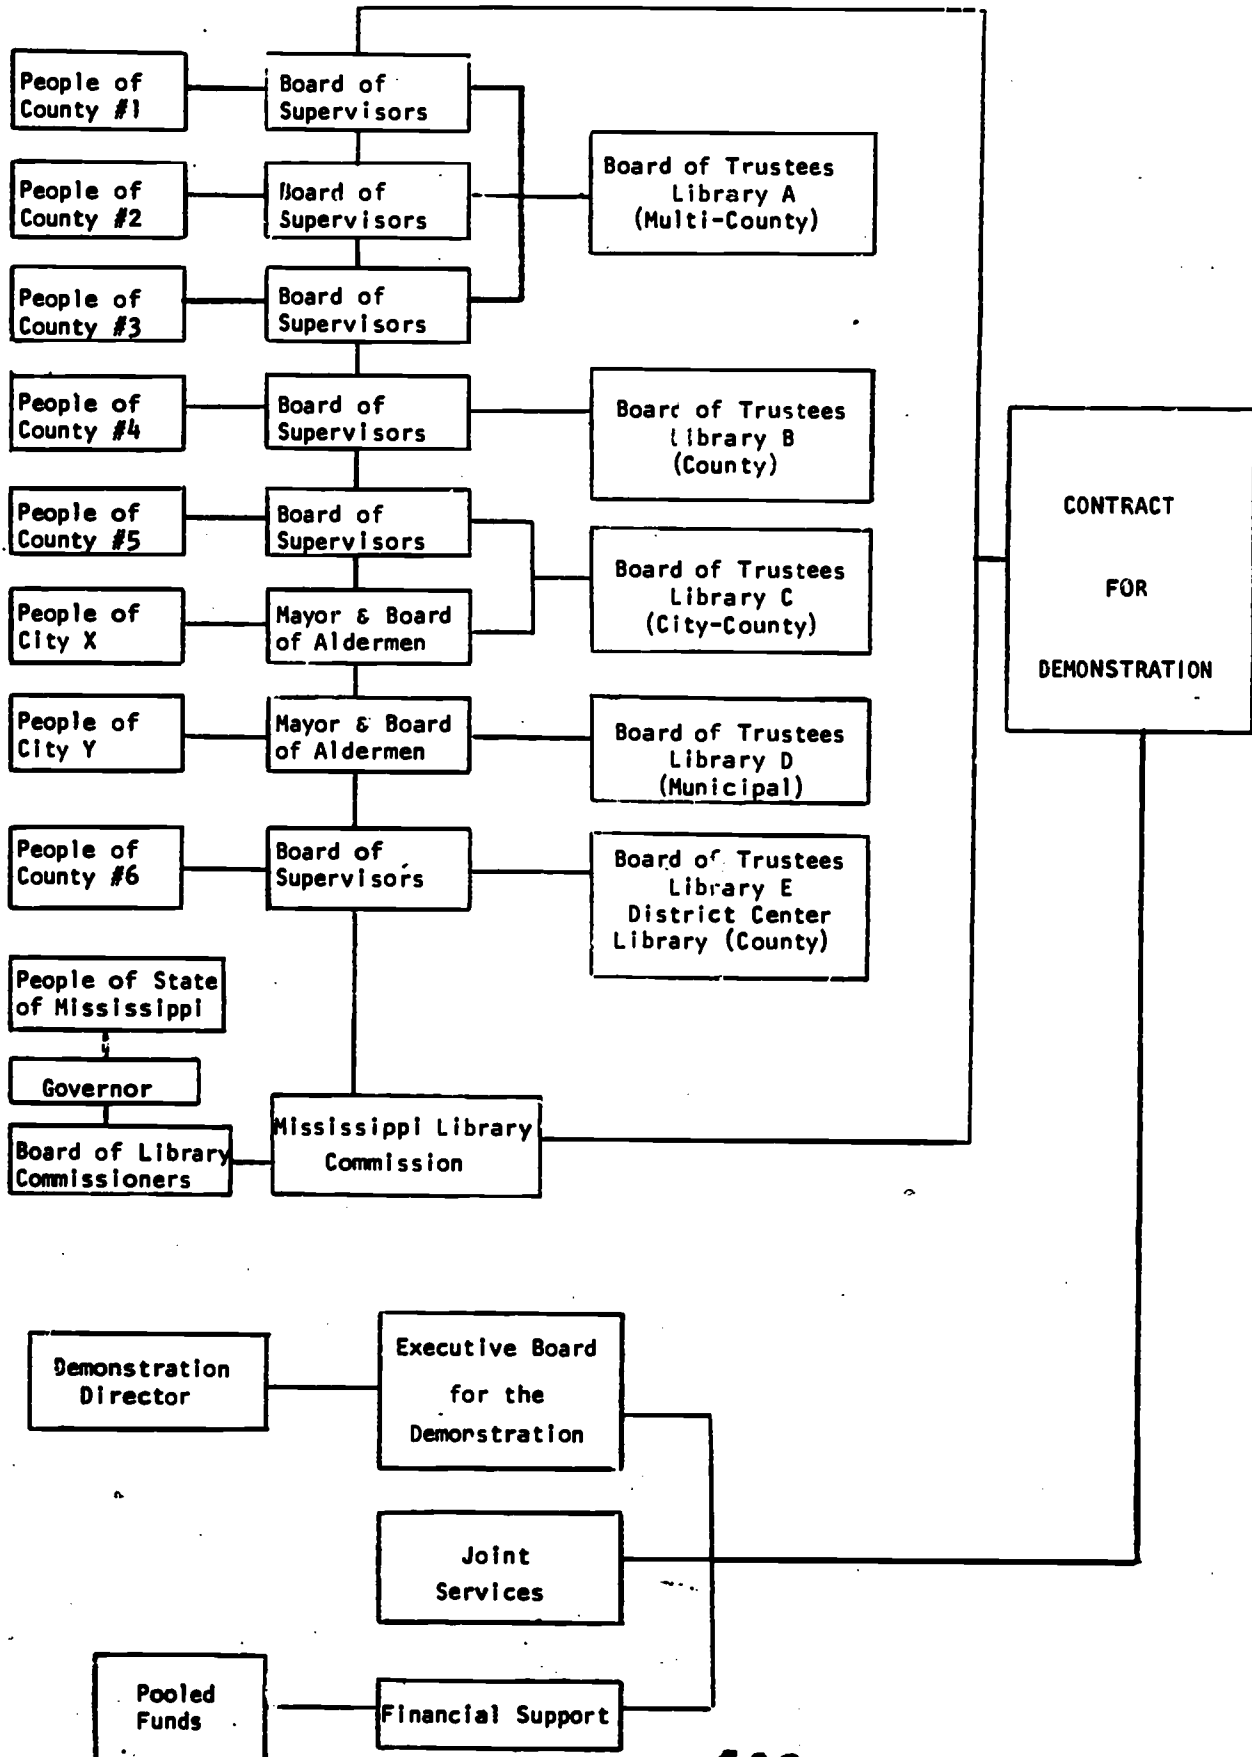 People of
County #1
Board of
Supervisors
People of
County #2
Board of
Supervisors
Board of Trustees
Library A
(Multi-County)
People of
County #3
Board of
Supervisors
People of
County #4
Board of
Supervisors
Board of Trustees
Library B
(County)
People of
County #5
Board of
Supervisors
People of
City X
Mayor & Board
of Aldermen
Board of Trustees
Library C
(City-County)
People of
City Y
Mayor & Board
of Aldermen
Board of Trustees
Library D
(Municipal)
People of
County #6
Board of
Supervisors
Board of Trustees
Library E
District Center
Library (County)
CONTRACT
FOR
DEMONSTRATION
People of State
of Mississippi
Governor
Board of Library
Commissioners
Mississippi Library
Commission
Demonstration
Director
Executive Board
for the
Demonstration
Joint
Services
Pooled
Funds
Financial Support